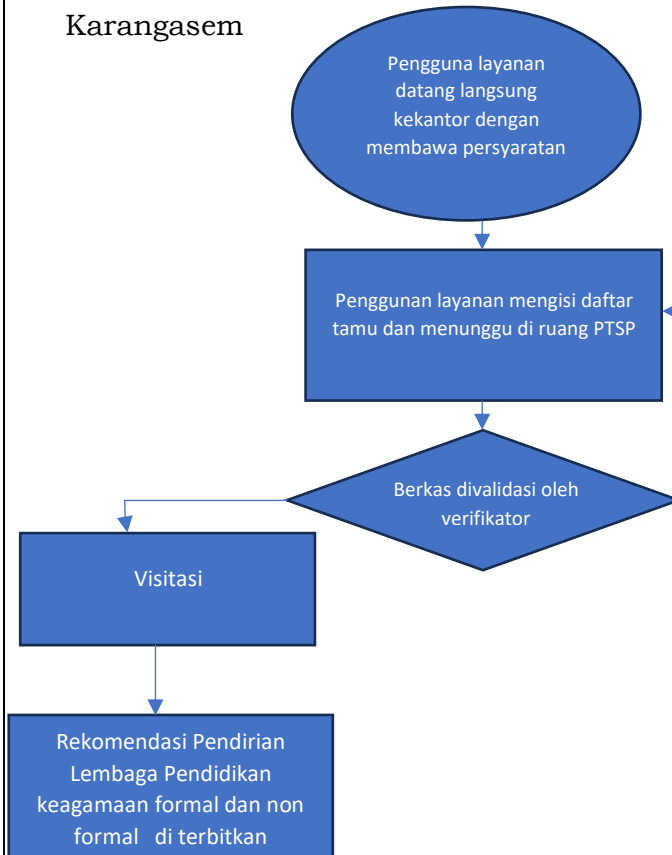 Karangasem
Pengguna layanan
datang langsung
kekantor dengan
membawa persyaratan
Penggunan layanan mengisi daftar
tamu dan menunggu di ruang PTSP
Berkas divalidasi oleh
verifikator
Visitasi
Rekomendasi Pendirian
Lembaga Pendidikan
keagamaan formal dan non
formal di terbitkan